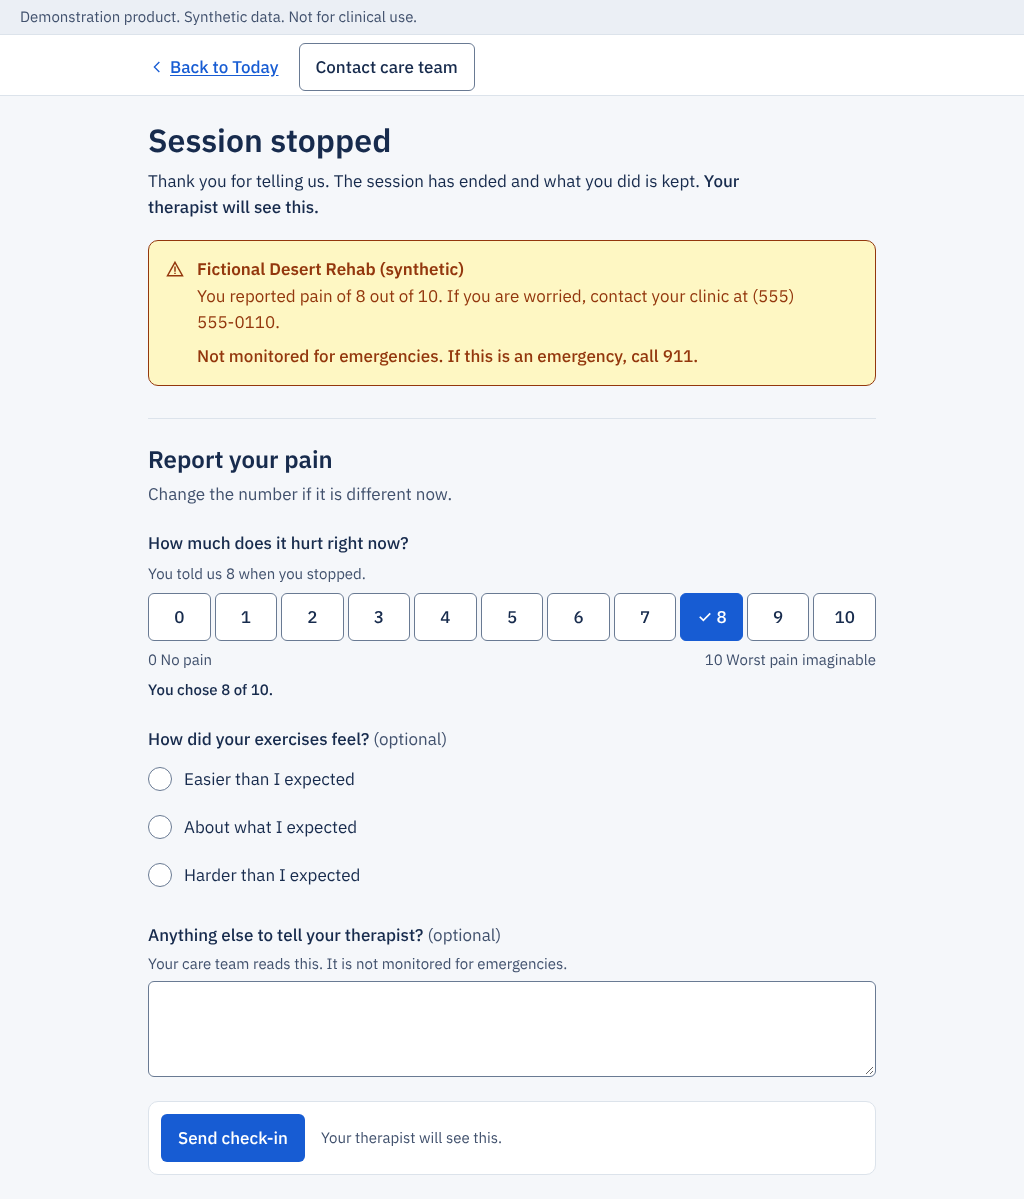 Demonstration product. Synthetic data. Not for clinical use.
Back to Today
Contact care team
Session stopped
Thank you for telling us. The session has ended and what you did is kept. Your
therapist will see this.
Fictional Desert Rehab (synthetic)
You reported pain of 8 out of 10. If you are worried, contact your clinic at (555)
555-0110.
Not monitored for emergencies. If this is an emergency, call 911.
Report your pain
Change the number if it is different now.
How much does it hurt right now?
You told us 8 when you stopped.
0 1 2 3 4 5 6 7 8 9 10
0 No pain
10 Worst pain imaginable
You chose 8 of 10.
How did your exercises feel? (optional)
Easier than I expected
About what I expected
Harder than I expected
Anything else to tell your therapist? (optional)
Your care team reads this. It is not monitored for emergencies.
Send check-in
Your therapist will see this.